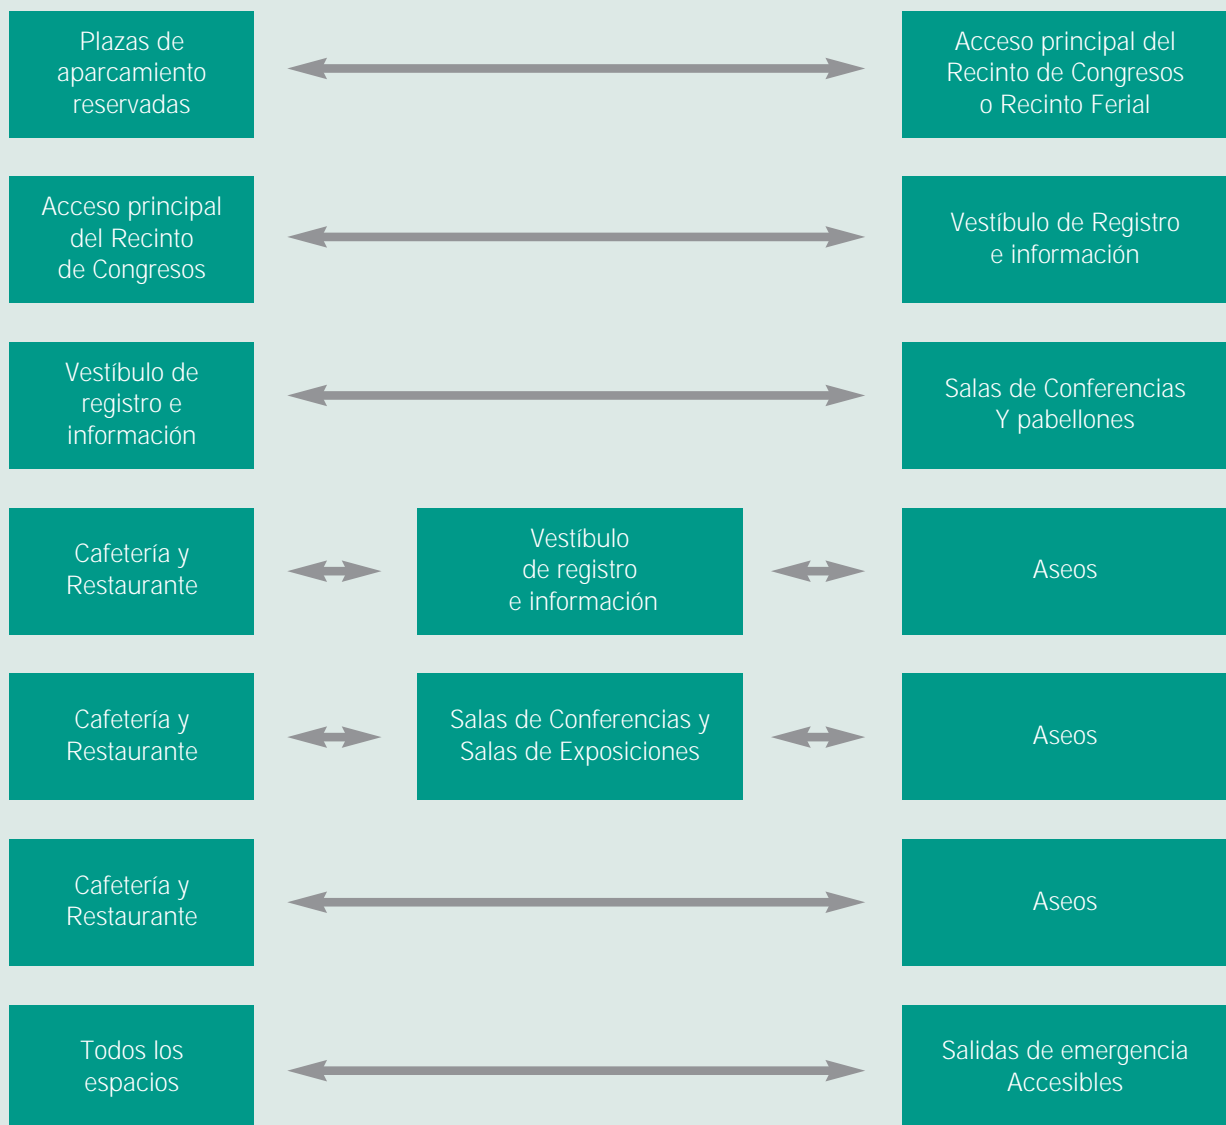 Plazas de
aparcamiento
reservadas
Acceso principal del
Recinto de Congresos
o Recinto Ferial
Acceso principal
del Recinto
de Congresos
Vestíbulo de Registro
e información
Vestíbulo de
registro e
información
Salas de Conferencias
Y pabellones
Cafetería y
Restaurante
Vestíbulo
de registro
e información
Aseos
Cafetería y
Restaurante
Salas de Conferencias y
Salas de Exposiciones
Aseos
Cafetería y
Restaurante
Aseos
Todos los
espacios
Salidas de emergencia
Accesibles